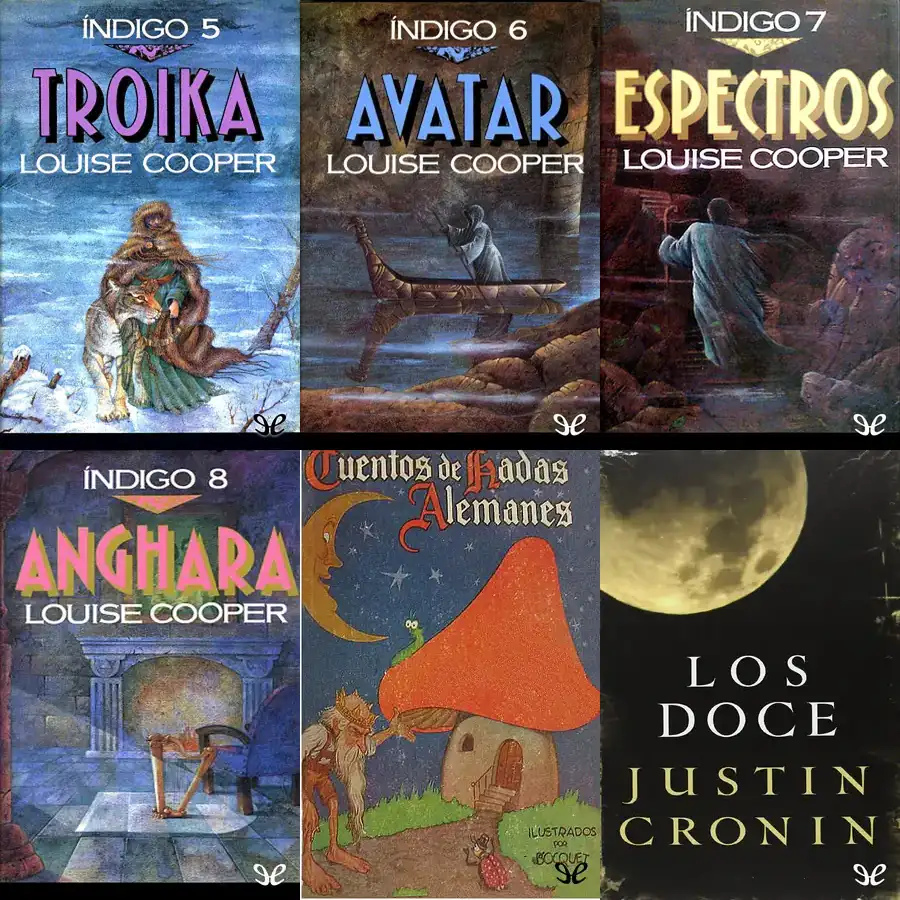 ÍNDIGO 5
TROIKA
LOUISE COOPER
ÍNDIGO 6
AVATAR
LOUISE COOPER
ÍNDIGO 7
ESPECTROS
LOUISE COOPER
ÍNDIGO 8
ANGHARA
LOUISE COOPER
Cuentos de Hadas
Alemanes
ILUSTRADOS
POR
BOCQUET
LOS
DOCE
JUSTIN
CRONIN